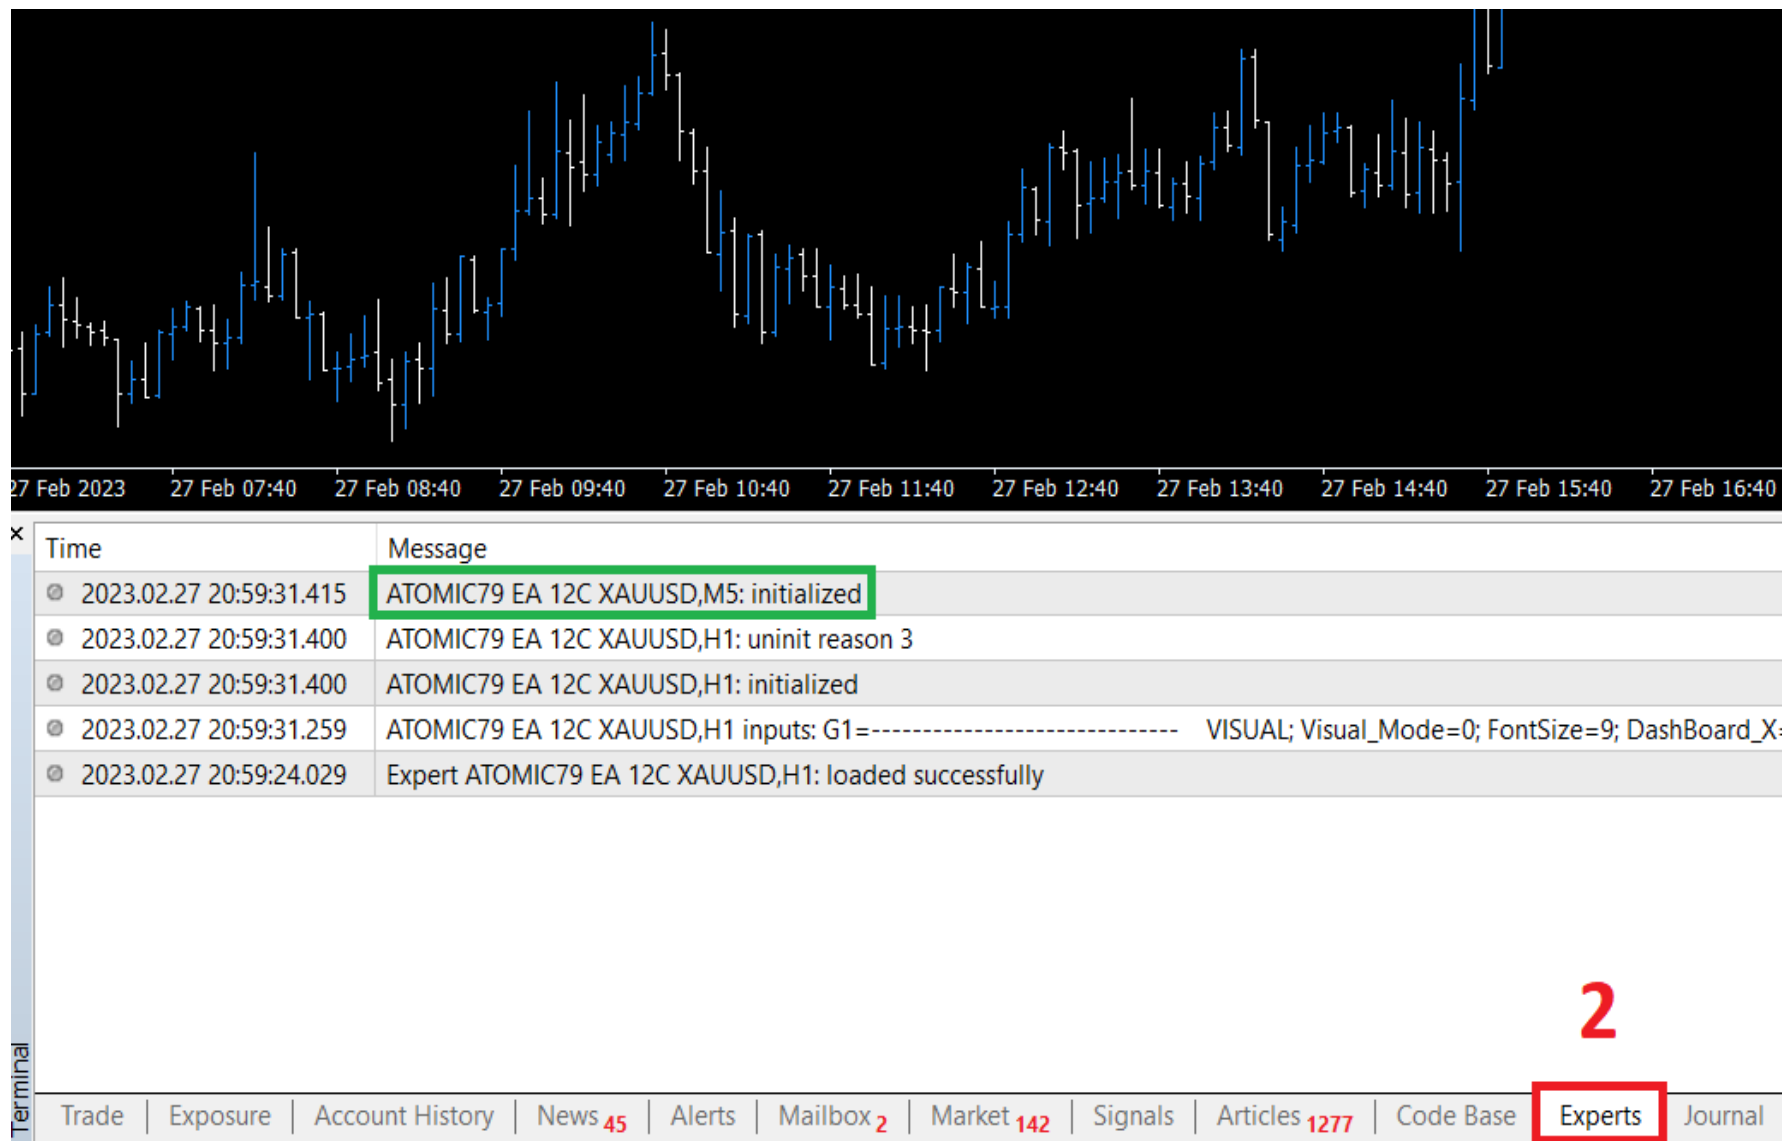 27 Feb 2023 27 Feb 07:40 27 Feb 08:40 27 Feb 09:40 27 Feb 10:40 27 Feb 11:40 27 Feb 12:40 27 Feb 13:40 27 Feb 14:40 27 Feb 15:40 27 Feb 16:40
Time Message
2023.02.27 20:59:31.415 ATOMIC79 EA 12C XAUUSD,M5: initialized
2023.02.27 20:59:31.400 ATOMIC79 EA 12C XAUUSD,H1: uninit reason 3
2023.02.27 20:59:31.400 ATOMIC79 EA 12C XAUUSD,H1: initialized
2023.02.27 20:59:31.259 ATOMIC79 EA 12C XAUUSD,H1 inputs: G1=---------------------------- VISUAL; Visual_Mode=0; FontSize=9; DashBoard_X=
2023.02.27 20:59:24.029 Expert ATOMIC79 EA 12C XAUUSD,H1: loaded successfully
2
Terminal
Trade Exposure Account History News 45 Alerts Mailbox 2 Market 142 Signals Articles 1277 Code Base Experts Journal